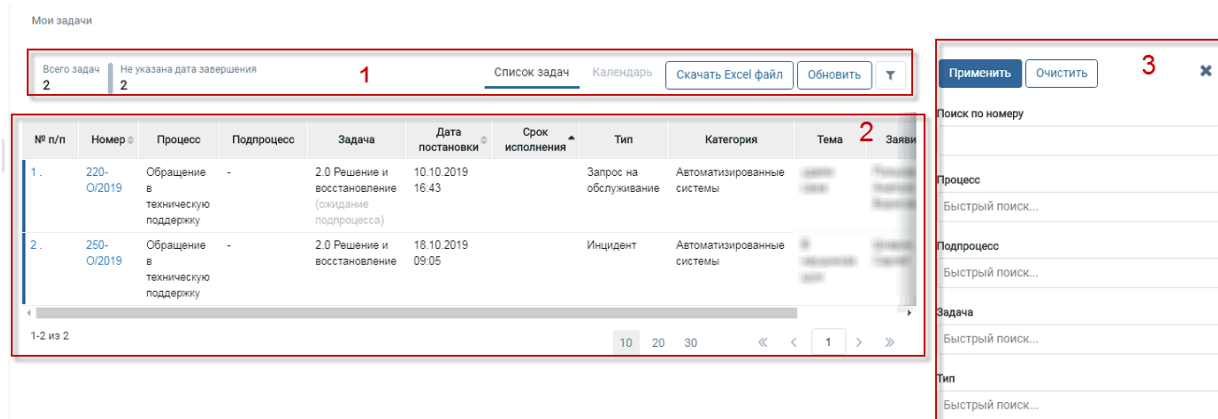 Мои задачи
Всего задач
2
Не указана дата завершения
2
1
Список задач
Календарь
Скачать Excel файл
Обновить
№ п/п
Номер
Процесс
Подпроцесс
Задача
Дата
постановки
Срок
исполнения
Тип
Категория
Тема
2
Заяви
1 .
220-
О/2019
Обращение
в
техническую
поддержку
-
2.0 Решение и
восстановление
(ожидание
подпроцесса)
10.10.2019
16:43
Запрос на
обслуживание
Автоматизированные
системы
2 .
250-
О/2019
Обращение
в
техническую
поддержку
-
2.0 Решение и
восстановление
18.10.2019
09:05
Инцидент
Автоматизированные
системы
1-2 из 2
10
20
30
1
Применить
Очистить
3
Поиск по номеру
Процесс
Быстрый поиск...
Подпроцесс
Быстрый поиск...
Задача
Быстрый поиск...
Тип
Быстрый поиск...